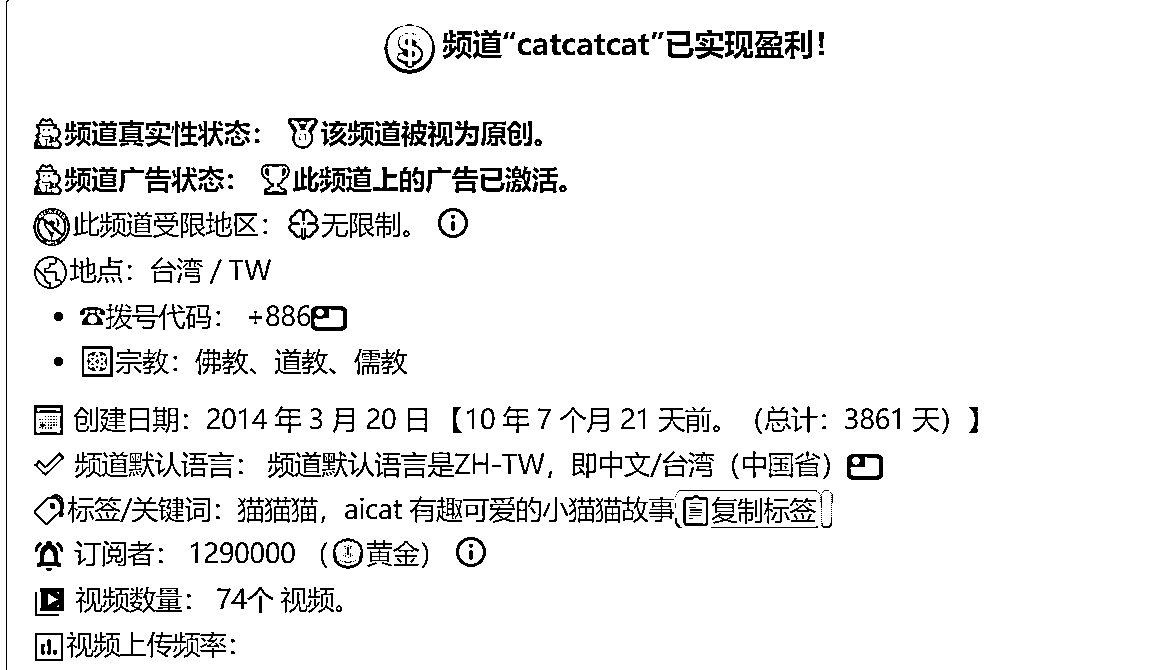 频道“catcatcat”已实现盈利！
频道真实性状态： 该频道被视为原创。
频道广告状态： 此频道上的广告已激活。
此频道受限地区： 无限制。
地点：台湾 / TW
• 拨号代码： +886
• 宗教：佛教、道教、儒教
创建日期：2014 年 3 月 20 日【10 年 7 个月 21 天前。（总计：3861 天）】
频道默认语言： 频道默认语言是ZH-TW，即中文/台湾（中国省）
标签/关键词：猫猫猫，aicat 有趣可爱的小猫猫故事 复制标签
订阅者： 1290000 （黄金）
视频数量： 74个 视频。
视频上传频率：